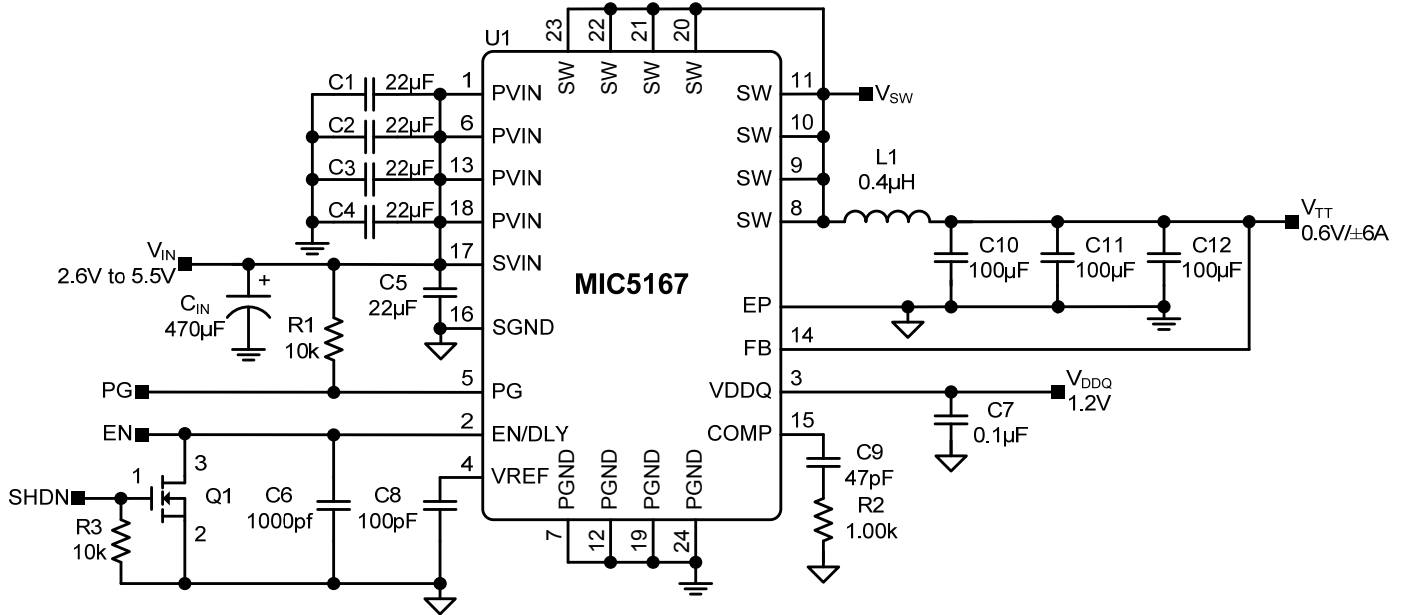 U1
MIC5167
23
22
21
20
SW
SW
SW
SW
C1 22µF
1
PVIN
C2 22µF
6
PVIN
C3 22µF
13
PVIN
C4 22µF
18
PVIN
VIN
2.6V to 5.5V
17
SVIN
CIN
470µF
+
R1
10k
C5
22µF
16
SGND
PG
5
PG
EN
2
EN/DLY
4
VREF
SHDN
1
3
2
Q1
R3
10k
C6
1000pf
C8
100pF
PGND
PGND
PGND
PGND
7
12
19
24
SW
11
VSW
SW
10
SW
9
SW
8
L1
0.4µH
VTT
0.6V/±6A
C10
100µF
C11
100µF
C12
100µF
EP
FB
14
VDDQ
3
VDDQ
1.2V
C7
0.1µF
COMP
15
C9
47pF
R2
1.00k